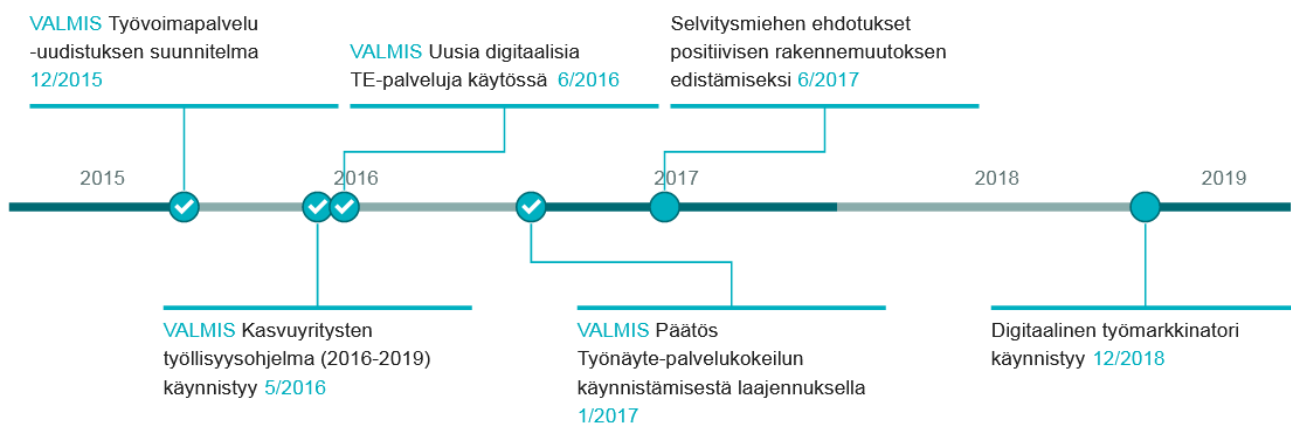 VALMIS Työvoimapalvelu
-uudistuksen suunnitelma
12/2015
VALMIS Uusia digitaalisia
TE-palveluja käytössä 6/2016
Selvitysmiehen ehdotukset
positiivisen rakennemuutoksen
edistämiseksi 6/2017
2015
2016
2017
2018
2019
VALMIS Kasvuyritysten
työllisyysohjelma (2016-2019)
käynnistyy 5/2016
VALMIS Päätös
Työnäyte-palvelukokeilun
käynnistämisestä laajennuksella
1/2017
Digitaalinen työmarkkinatori
käynnistyy 12/2018